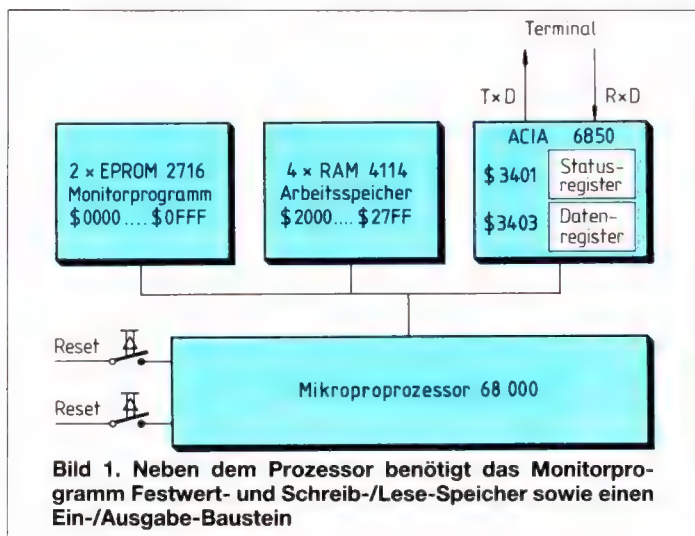 Terminal
TxD
RxD
2 x EPROM 2716
Monitorprogramm
$0000 .... $0FFF
4 x RAM 4114
Arbeitsspeicher
$2000 .... $27FF
ACIA 6850
$3401
Status-
register
$3403
Daten-
register
Reset
Reset
Mikroproprozessor 68 000
Bild 1. Neben dem Prozessor benötigt das Monitorpro-
gramm Festwert- und Schreib-/Lese-Speicher sowie einen
Ein-/Ausgabe-Baustein